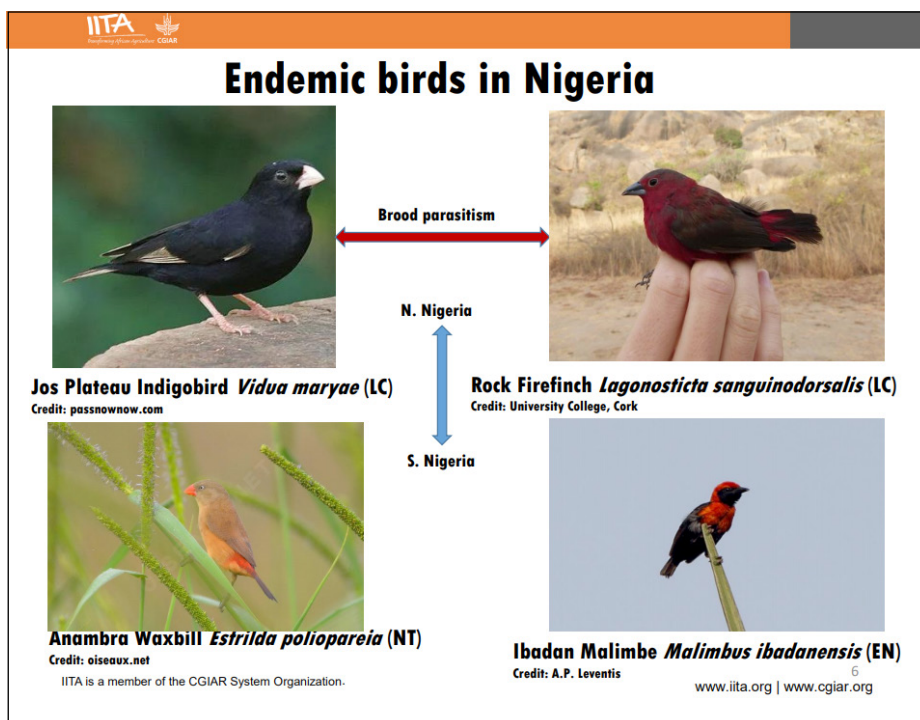 IITA
Transforming African Agriculture CGIAR
Endemic birds in Nigeria
Brood parasitism
N. Nigeria
Jos Plateau Indigobird Vidua maryae (LC)
Credit: passnownow.com
Rock Firefinch Lagonosticta sanguinodorsalis (LC)
Credit: University College, Cork
S. Nigeria
Anambra Waxbill Estrilda poliopareia (NT)
Credit: oiseaux.net
Ibadan Malimbe Malimbus ibadanensis (EN)
Credit: A.P. Leventis
6
IITA is a member of the CGIAR System Organization.
www.iita.org | www.cgiar.org